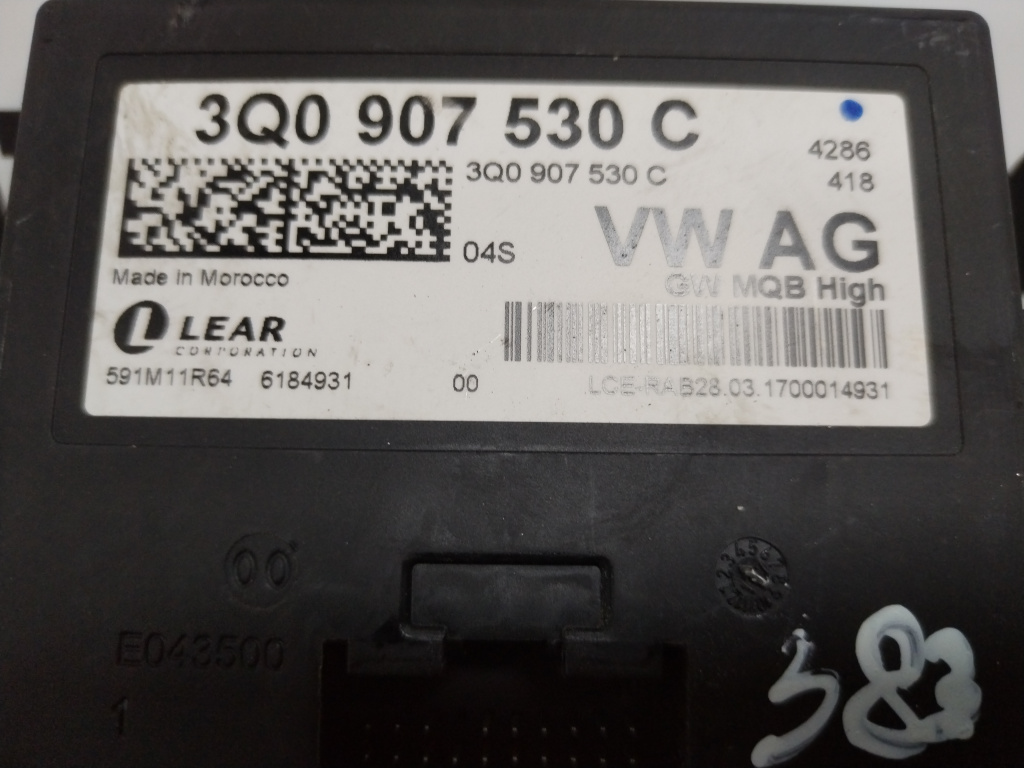 3Q0 907 530 C
4286
3Q0 907 530 C
418
VW AG
04S
GW MQB High
Made in Morocco
LEAR
CORPORATION
591M11R64 6184931 00 LCE-RAB28.03.1700014931
00
E043500
1
383